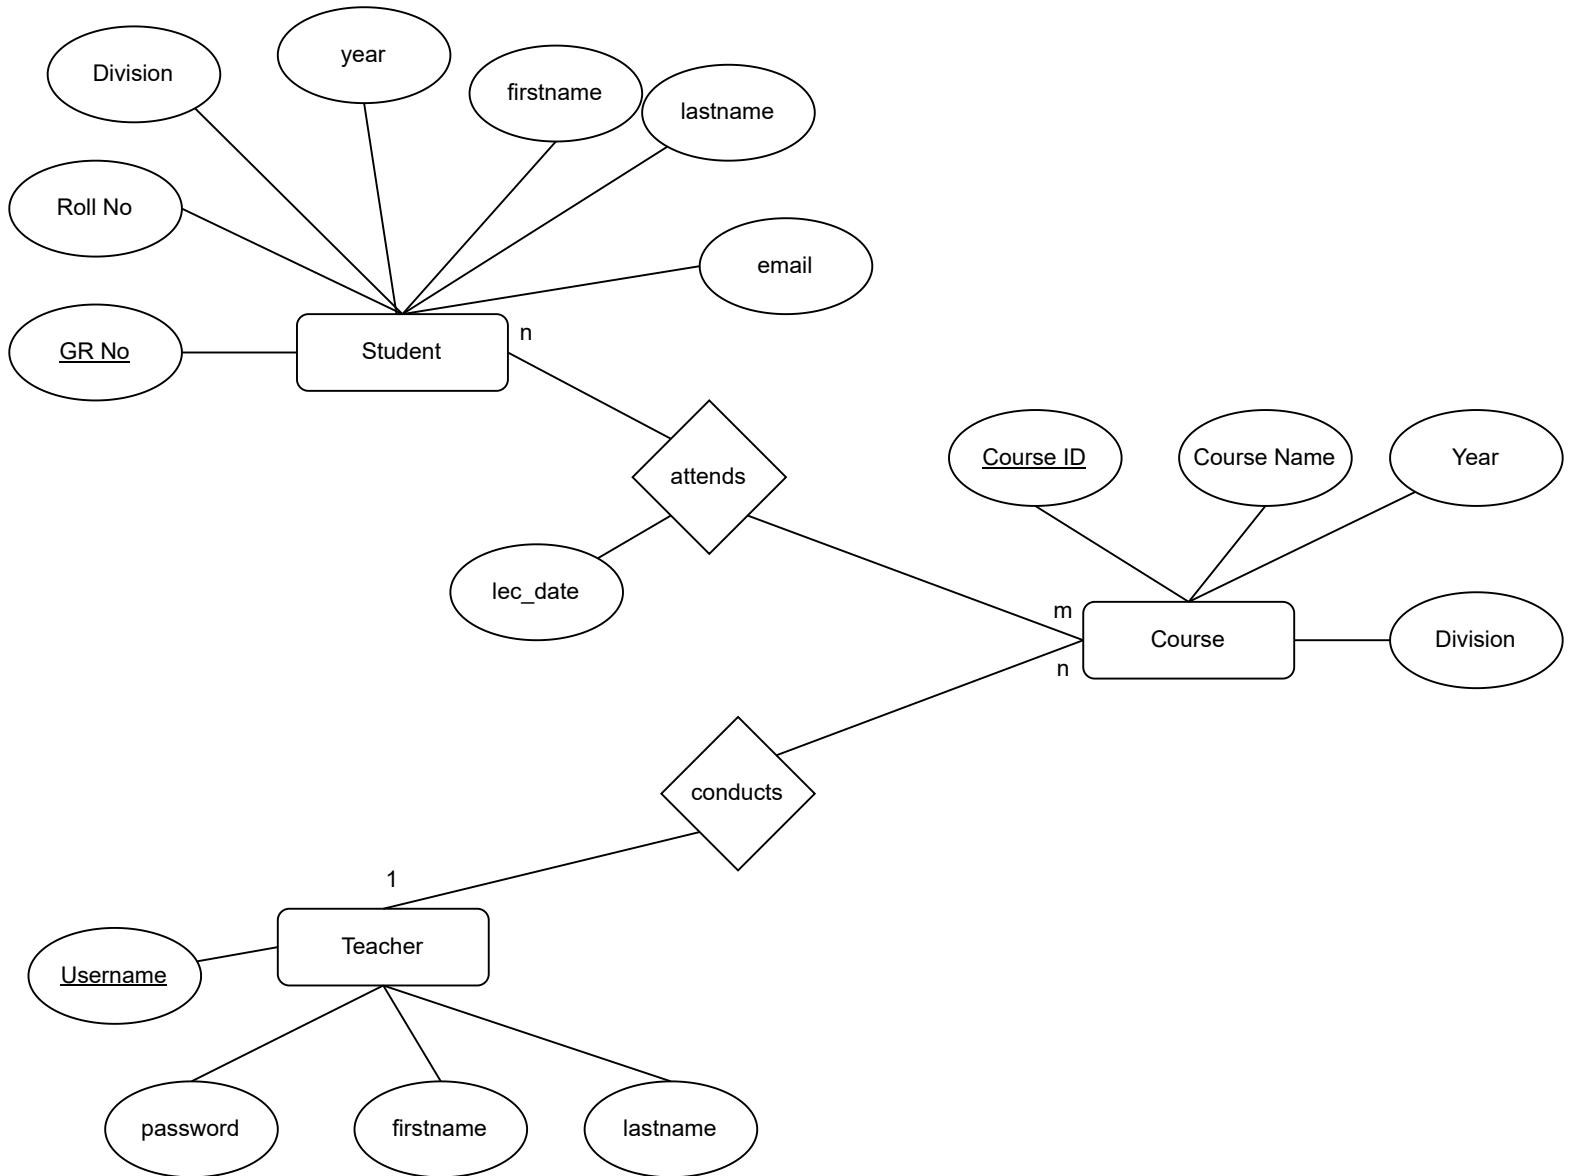 year
Division
firstname
lastname
Roll No
email
n
GR No
Student
attends
Course ID
Course Name
Year
lec_date
m
Course
Division
n
conducts
1
Teacher
Username
password
firstname
lastname